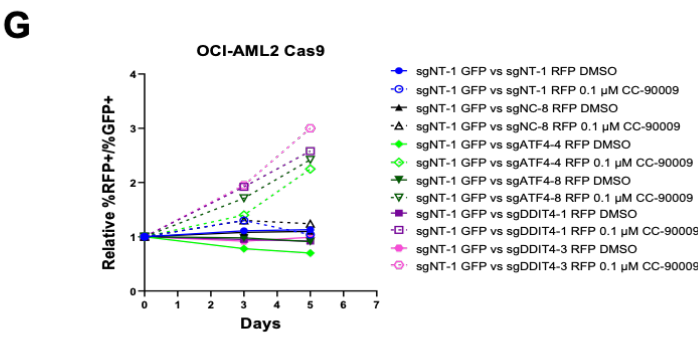 G
OCI-AML2 Cas9
Relative %RFP+/%GFP+
4
3
2
1
0
0 1 2 3 4 5 6 7
Days
sgNT-1 GFP vs sgNT-1 RFP DMSO
sgNT-1 GFP vs sgNT-1 RFP 0.1 µM CC-90009
sgNT-1 GFP vs sgNC-8 RFP DMSO
sgNT-1 GFP vs sgNC-8 RFP 0.1 µM CC-90009
sgNT-1 GFP vs sgATF4-4 RFP DMSO
sgNT-1 GFP vs sgATF4-4 RFP 0.1 µM CC-90009
sgNT-1 GFP vs sgATF4-8 RFP DMSO
sgNT-1 GFP vs sgATF4-8 RFP 0.1 µM CC-90009
sgNT-1 GFP vs sgDDIT4-1 RFP DMSO
sgNT-1 GFP vs sgDDIT4-1 RFP 0.1 µM CC-90009
sgNT-1 GFP vs sgDDIT4-3 RFP DMSO
sgNT-1 GFP vs sgDDIT4-3 RFP 0.1 µM CC-90009